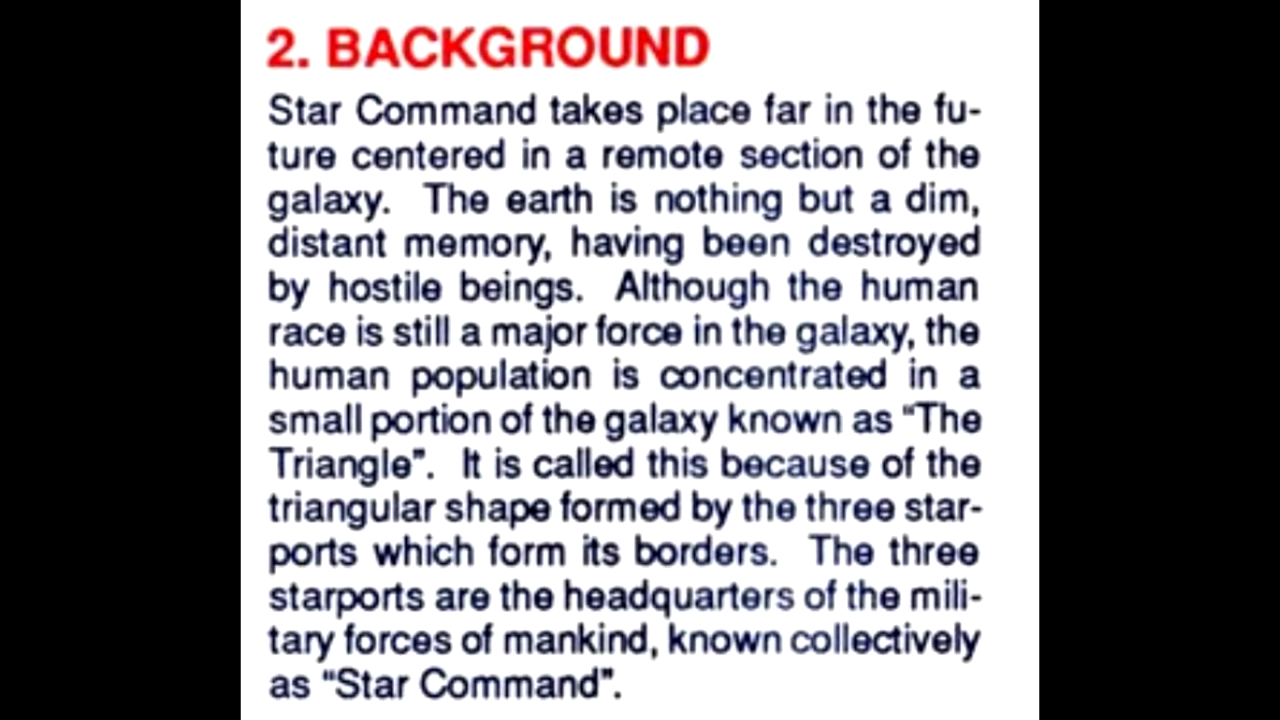 2. BACKGROUND
Star Command takes place far in the fu-
ture centered in a remote section of the
galaxy. The earth is nothing but a dim,
distant memory, having been destroyed
by hostile beings. Although the human
race is still a major force in the galaxy, the
human population is concentrated in a
small portion of the galaxy known as "The
Triangle". It is called this because of the
triangular shape formed by the three star-
ports which form its borders. The three
starports are the headquarters of the mili-
tary forces of mankind, known collectively
as "Star Command".